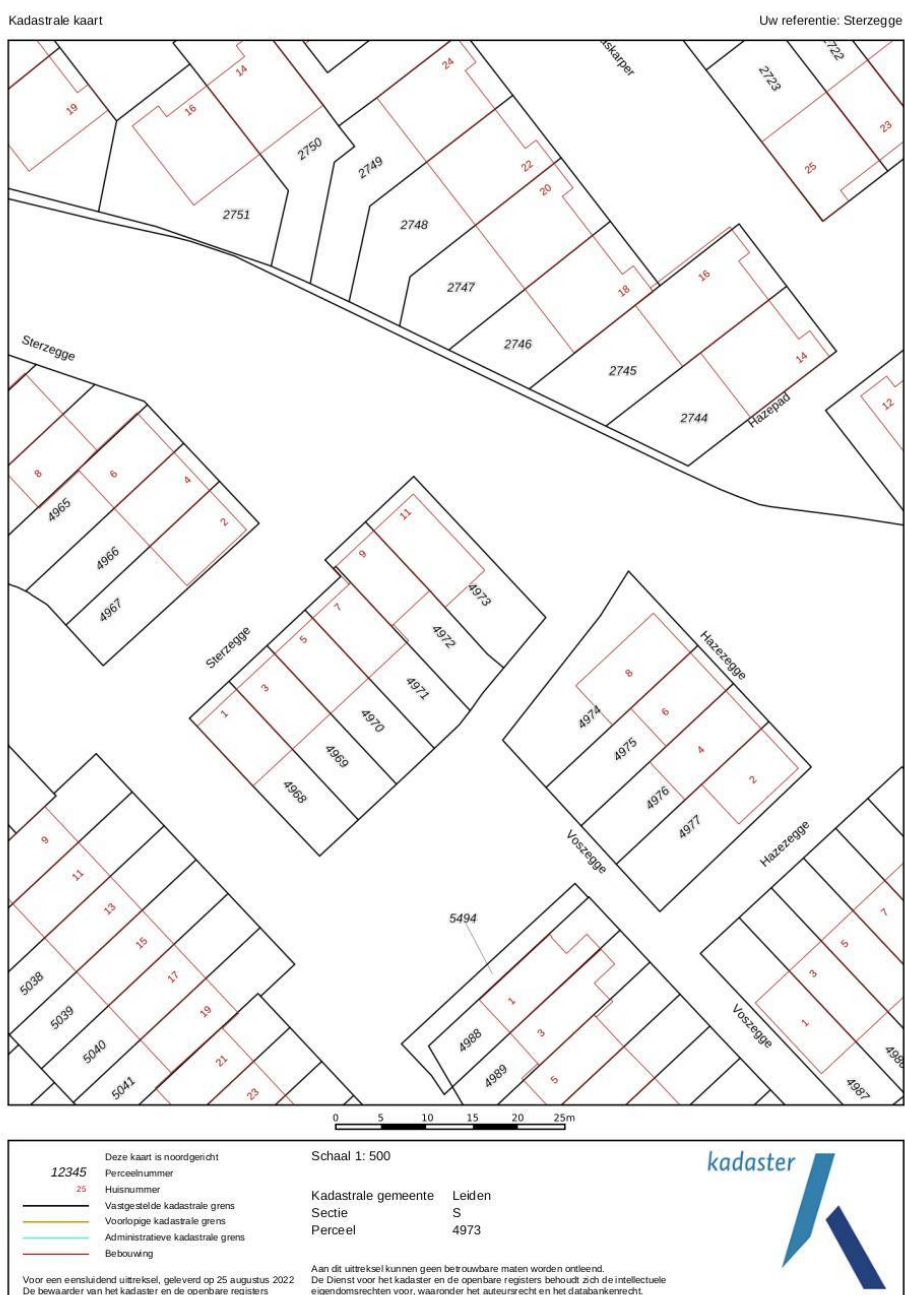 Kadastrale kaart
Uw referentie: Sterzegge
skarper
2722
2723
23
25
24
14
16
19
2750
2749
22
20
2751
2748
2747
18
16
2746
2745
14
2744
Hazepad
12
Sterzegge
8
6
4
2
4965
4966
4967
11
9
7
5
3
1
4973
4972
4971
4970
4969
4968
Sterzegge
Hazezegge
8
6
4
2
4974
4975
4976
4977
Voszegge
Hazezegge
9
11
13
15
17
19
21
23
5038
5039
5040
5041
5494
1
3
5
4988
4989
Voszegge
7
5
3
1
4987
0 5 10 15 20 25m
Deze kaart is noordgericht
12345 Perceelnummer
25 Huisnummer
Vastgestelde kadastrale grens
Voorlopige kadastrale grens
Administratieve kadastrale grens
Bebouwing
Voor een eensluidend uittreksel, geleverd op 25 augustus 2022
De bewaarder van het kadaster en de openbare registers
Schaal 1: 500
Kadastrale gemeente Leiden
Sectie S
Perceel 4973
Aan dit uittreksel kunnen geen betrouwbare maten worden ontleend.
De Dienst voor het kadaster en de openbare registers behoudt zich de intellectuele
eigendomsrechten voor, waaronder het auteursrecht en het databankenrecht.
kadaster